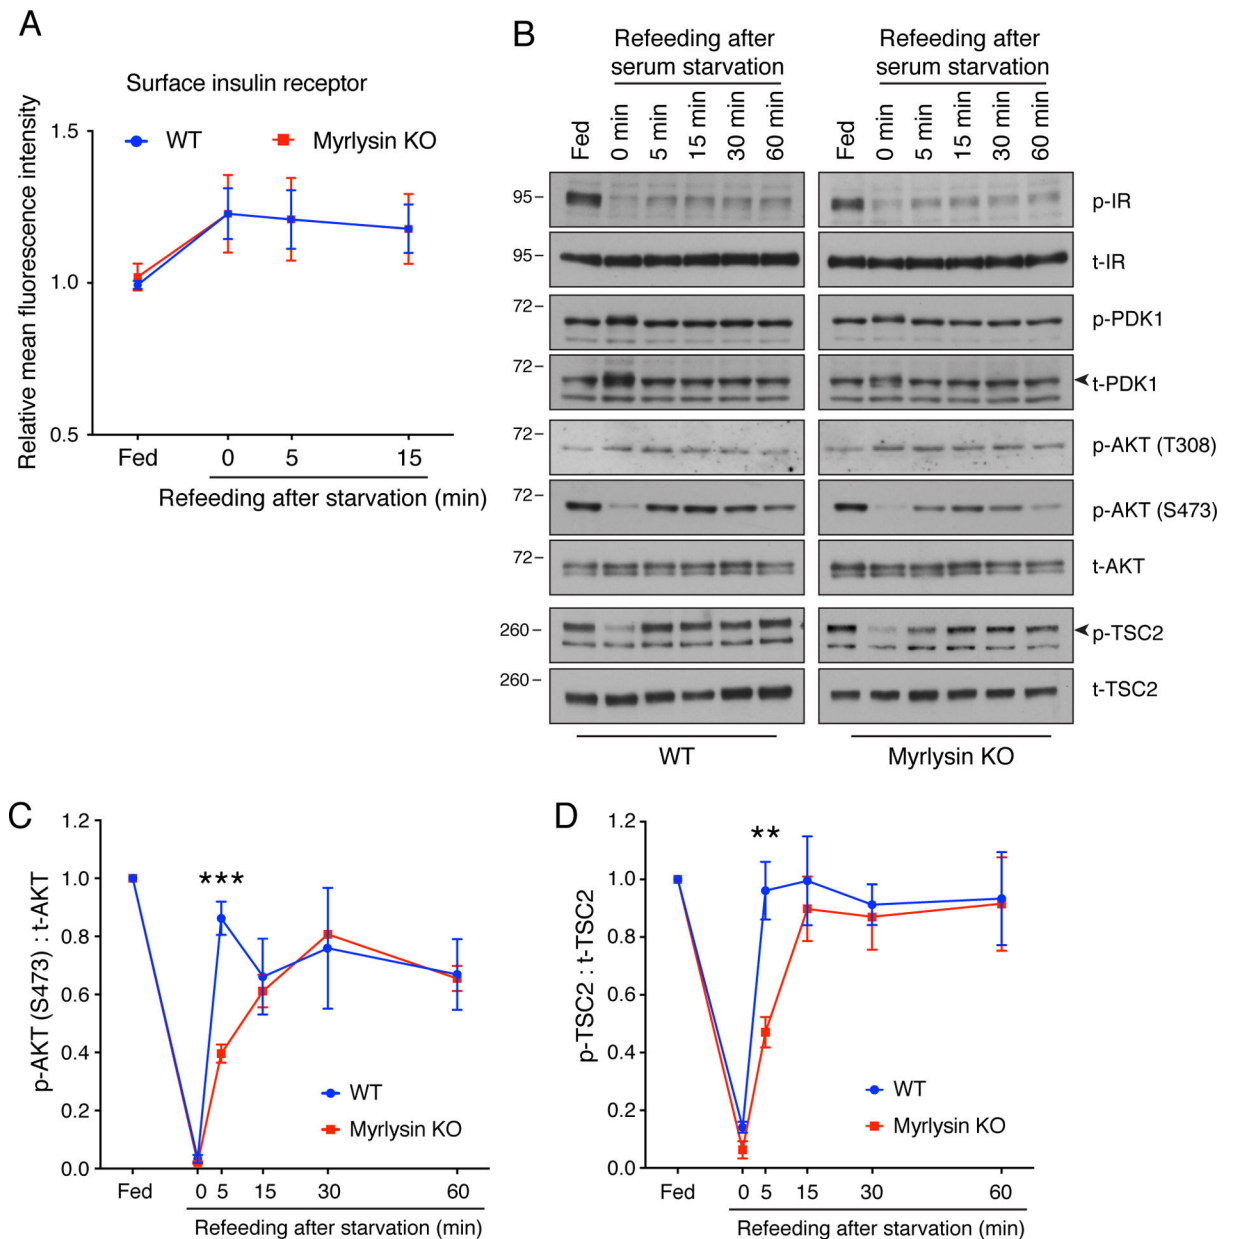 A
Surface insulin receptor
WT
Myrlysin KO
Relative mean fluorescence intensity
1.5
1.0
0.5
Fed
0
5
15
Refeeding after starvation (min)
B
Refeeding after
serum starvation
Refeeding after
serum starvation
Fed
0 min
5 min
15 min
30 min
60 min
Fed
0 min
5 min
15 min
30 min
60 min
95
p-IR
95
t-IR
72
p-PDK1
72
t-PDK1
72
p-AKT (T308)
72
p-AKT (S473)
72
t-AKT
260
p-TSC2
260
t-TSC2
WT
Myrlysin KO
C
p-AKT (S473) : t-AKT
1.2
1.0
0.8
0.6
0.4
0.2
0.0
***
WT
Myrlysin KO
Fed
0
5
15
30
60
Refeeding after starvation (min)
D
p-TSC2 : t-TSC2
1.2
1.0
0.8
0.6
0.4
0.2
0.0
**
WT
Myrlysin KO
Fed
0
5
15
30
60
Refeeding after starvation (min)